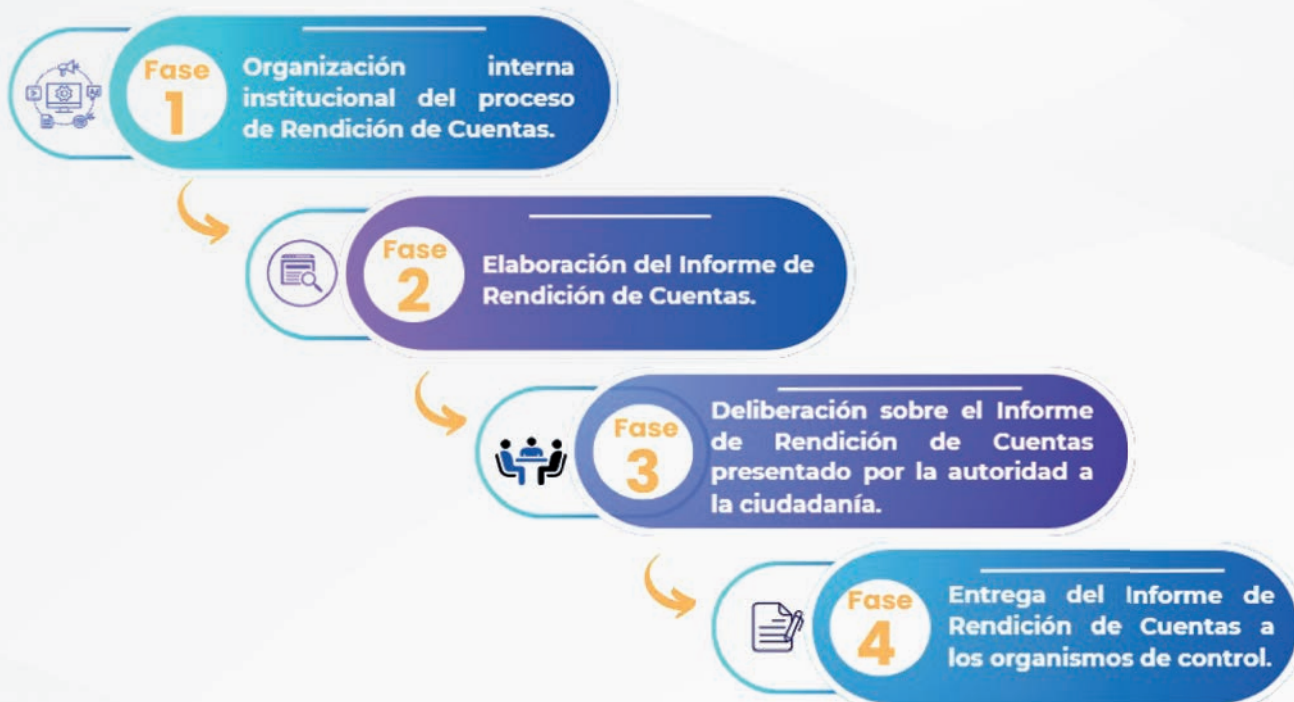 Fase
1
Organización interna
institucional del proceso
de Rendición de Cuentas.
Fase
2
Elaboración del Informe de
Rendición de Cuentas.
Fase
3
Deliberación sobre el Informe
de Rendición de Cuentas
presentado por la autoridad a
la ciudadanía.
Fase
4
Entrega del Informe de
Rendición de Cuentas a
los organismos de control.